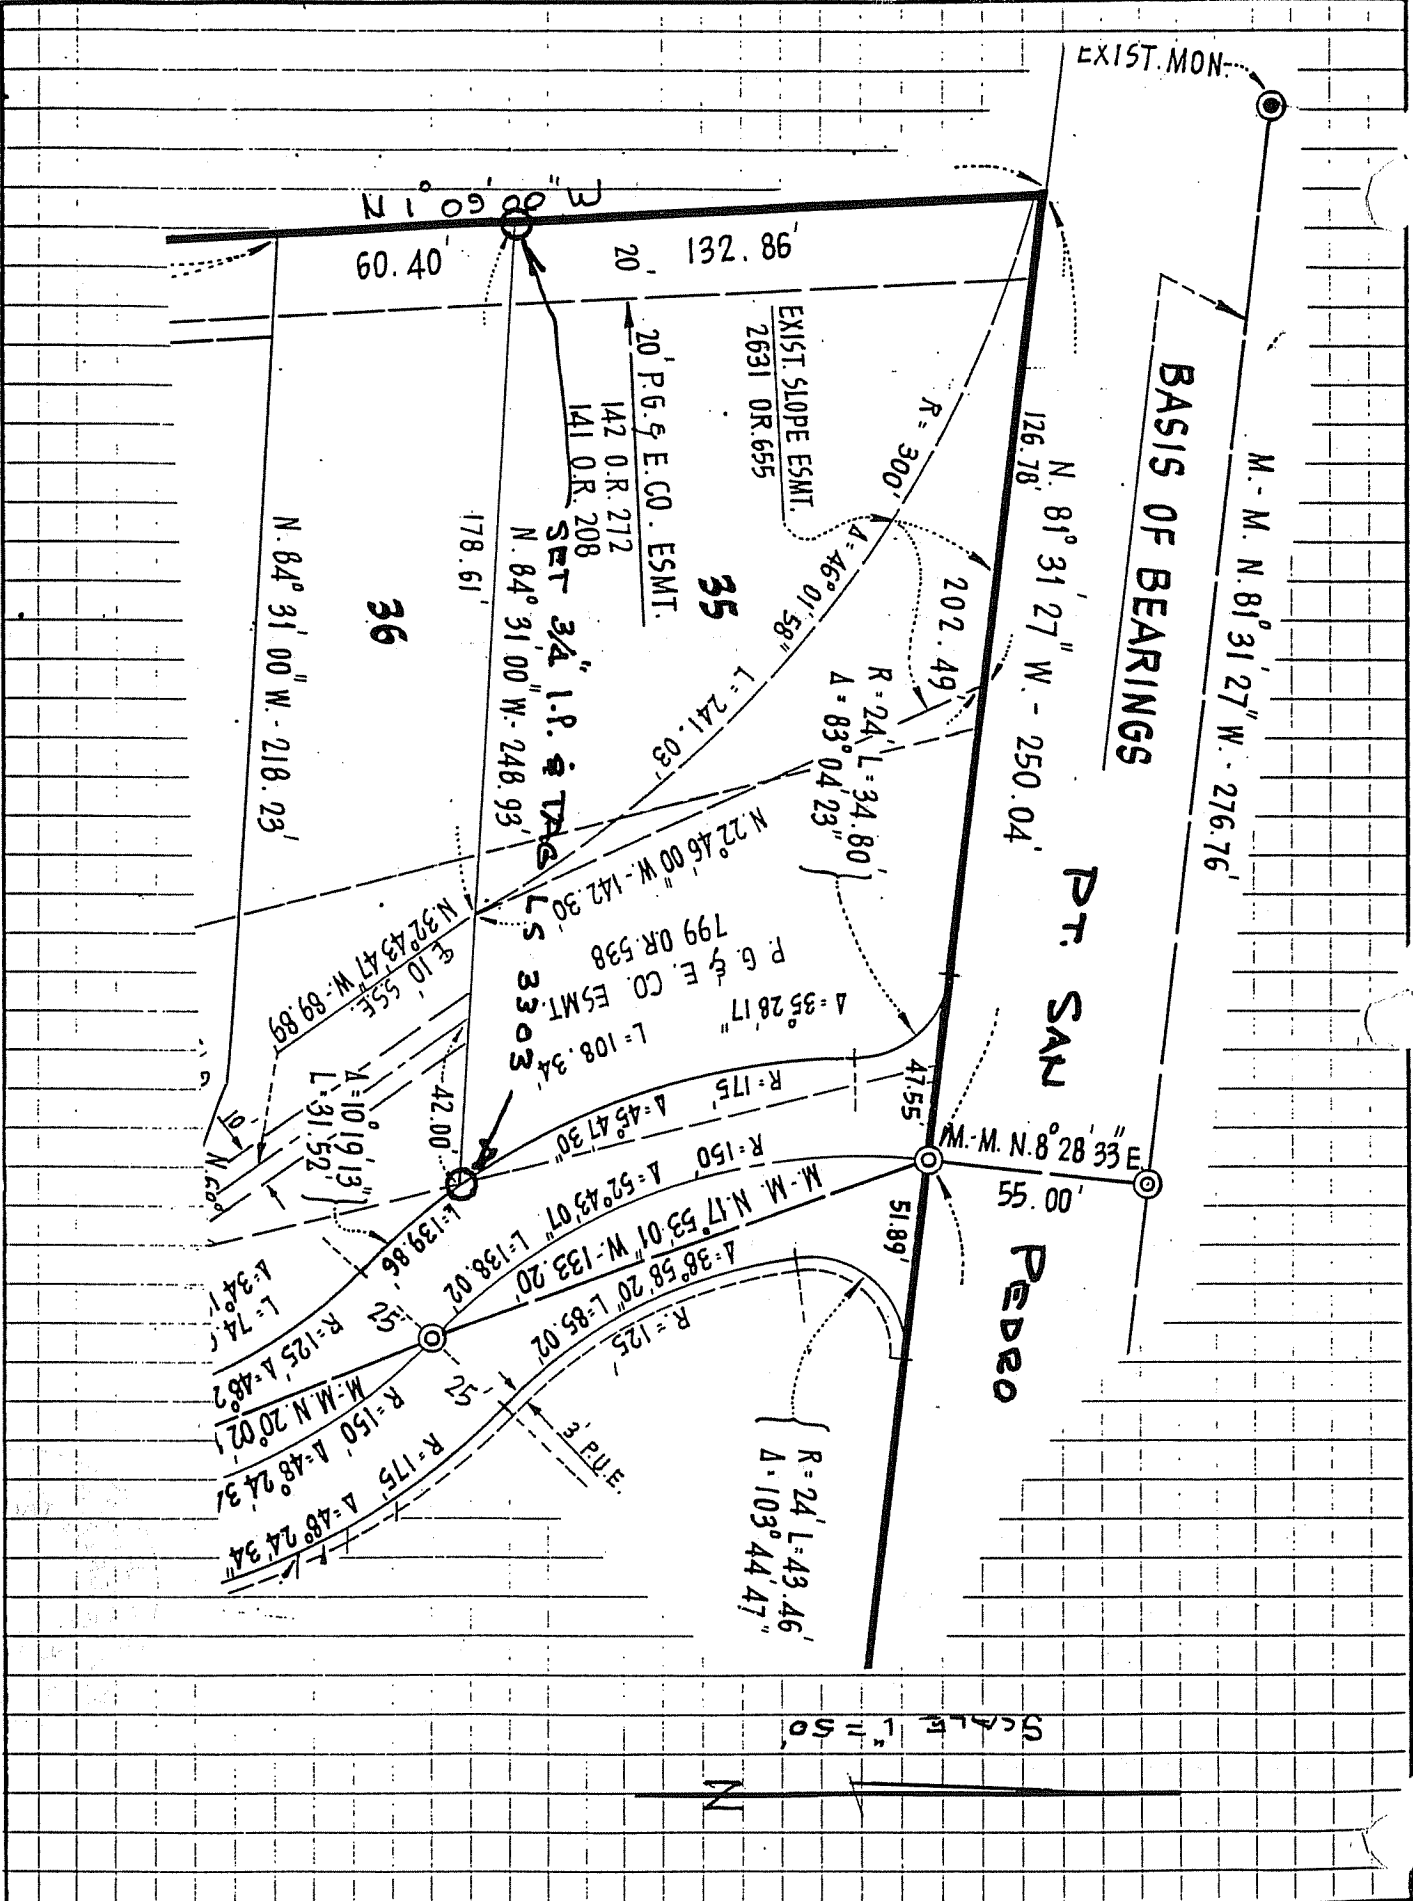 EXIST. MON.
M.-M. N. 81° 31' 27" W. - 276.76'
BASIS OF BEARINGS
PT. SAN PEDRO
N. 81° 31' 27" W. - 250.04'
126.78'
202.49
47.55
51.89'
M.-M. N. 8° 28' 33" E.
55.00'
132.86'
20'
60.40'
EXIST. SLOPE ESMT.
2631 O.R. 655
R = 300'
Δ = 46° 01' 58"
L = 241.03'
R = 24' L = 34.80'
Δ = 83° 04' 23"
35
20' P.G. & E. CO. ESMT.
142 O.R. 272
141 O.R. 208
SET 3/4" I.P. & TAG LS 3303
N. 84° 31' 00" W. - 248.93'
178.61'
42.00'
36
N. 84° 31' 00" W - 218.23'
N. 22° 46' 00" W. - 142.30'
P. G. & E. CO. ESMT.
799 O.R. 538
N. 32° 43' 47" W. - 69.89
℄ 10' S.S.E.
Δ = 35° 28' 17"
L = 108.34'
R = 175'
Δ = 45° 47' 30"
L = 139.86'
R = 150'
Δ = 52° 43' 07"
L = 138.02'
M.-M. N. 17° 53' 01" W. - 133.20'
Δ = 38° 58' 20" L = 85.02'
R = 125'
Δ = 10° 19' 13"
L = 31.52'
10'
N. 60°
25'
25'
3' P.U.E.
R = 24' L = 43.46'
Δ = 103° 44' 47"
Δ = 34° 1
L = 74.
R = 125' Δ = 48° 2
M.-M. N. 20° 02'
R = 150' Δ = 48° 24' 3
R = 175' Δ = 48° 24' 34"
SCALE 1" = 50'
N